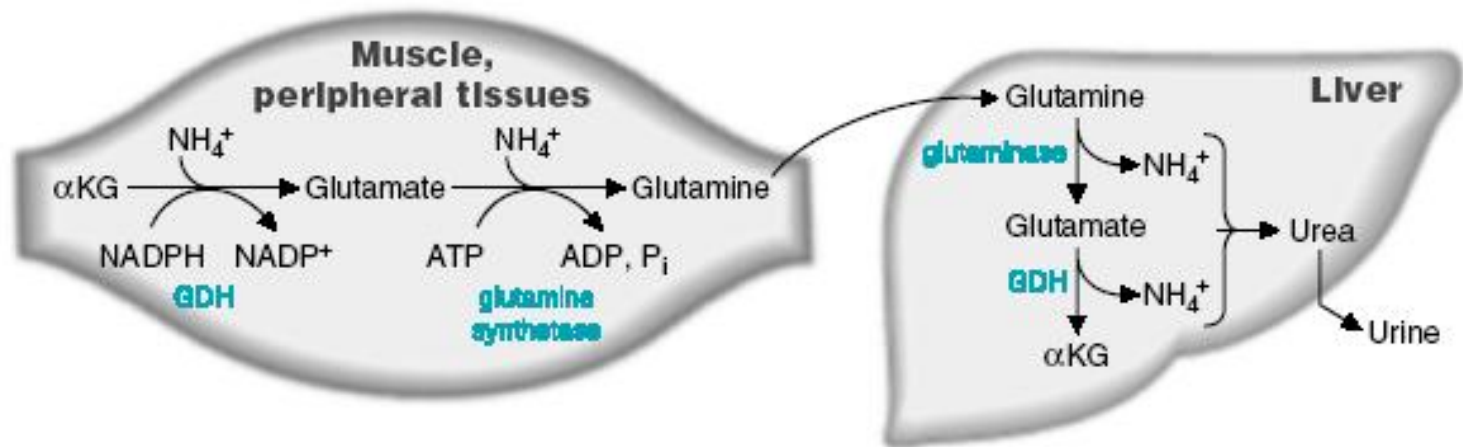 Muscle,
peripheral tissues
NH₄⁺ NH₄⁺
αKG Glutamate Glutamine
NADPH NADP⁺ ATP ADP, Pᵢ
GDH glutamine
synthetase
Liver
Glutamine
glutaminase
NH₄⁺
Glutamate
GDH
NH₄⁺
αKG
Urea
Urine